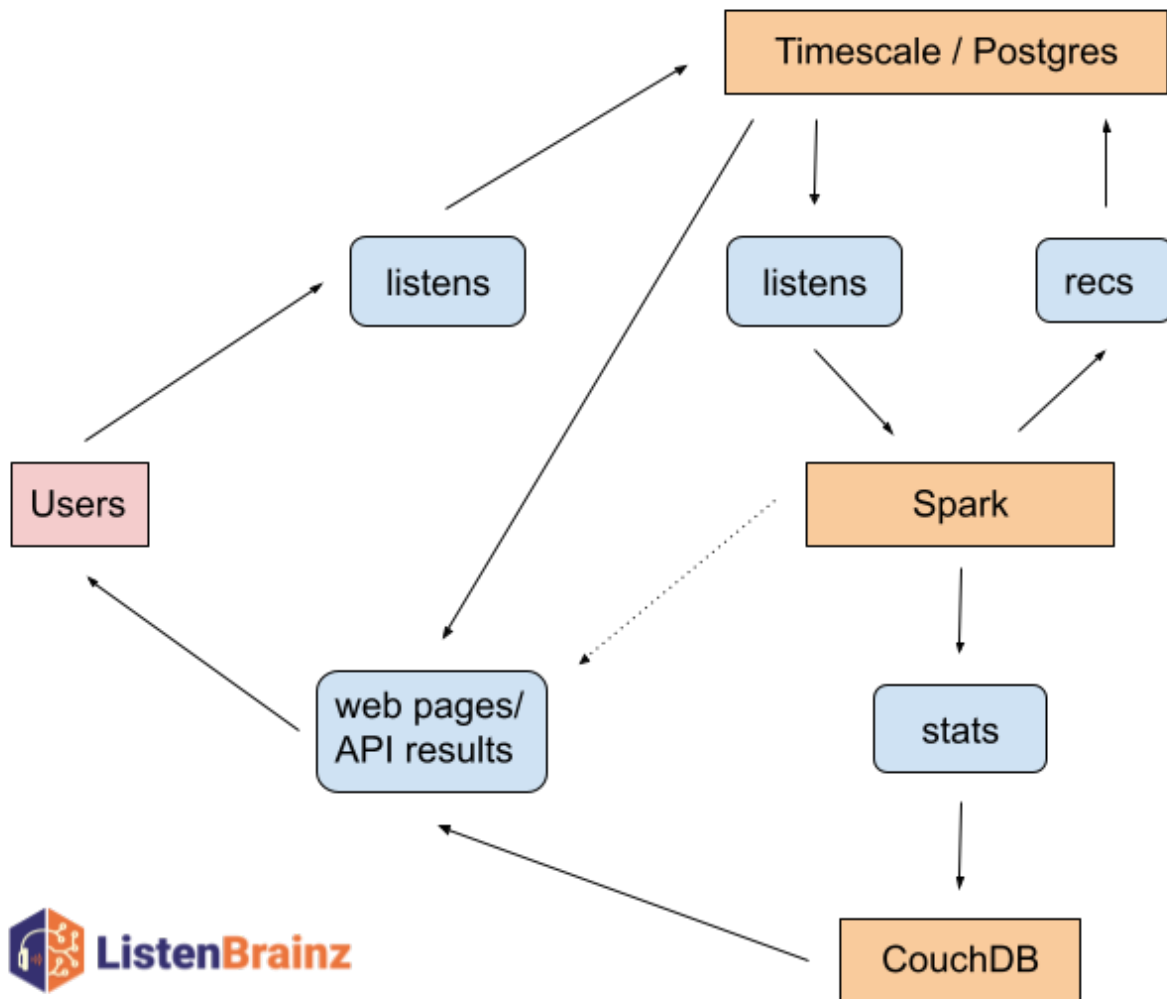 Timescale / Postgres
listens
listens
recs
Users
Spark
web pages/
API results
stats
CouchDB
ListenBrainz